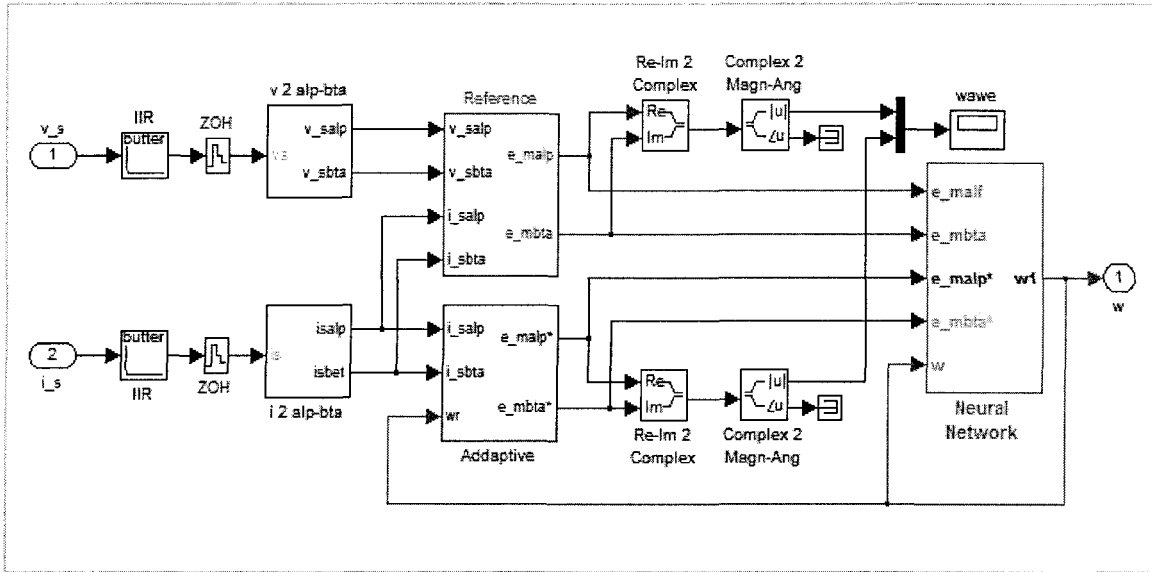 v_s
1
IIR
butter
ZOH
v 2 alp-bta
vs
v_salp
v_sbta
Reference
v_salp
v_sbta
i_salp
i_sbta
e_malp
e_mbta
Re-Im 2
Complex
Re
Im
Complex 2
Magn-Ang
|u|
∠u
wawe
e_malf
e_mbta
e_malp*
e_mbta*
w
w1
Neural
Network
1
w
2
i_s
butter
IIR
ZOH
is
isalp
isbet
i 2 alp-bta
i_salp
i_sbta
wr
e_malp*
e_mbta*
Addaptive
Re
Im
Re-Im 2
Complex
|u|
∠u
Complex 2
Magn-Ang